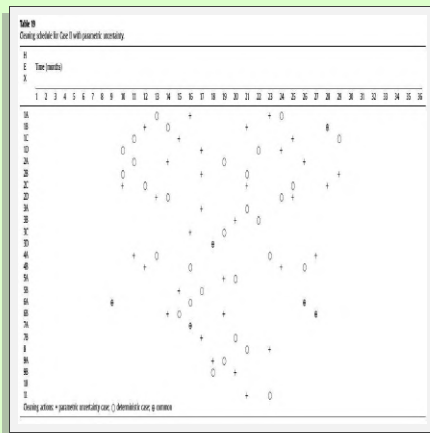 Table 19
Clearing schedule for Case II with parametric uncertainty.
H
E Time (months)
X
1 2 3 4 5 6 7 8 9 10 11 12 13 14 15 16 17 18 19 20 21 22 23 24 25 26 27 28 29 30 31 32 33 34 35 36
1A ○ + + ○
1B + ○ + ⊕
1C ○ + + ○
1D ○ + ○ +
2A ○ + ○ +
2B ○ + ○ +
2C + ○ + ○ +
2D + ○ ○ +
3A + ○
3B + ○
3C + ○
3D ⊕
4A + ○ ○ +
4B + ○ + ○
5A + ○
5B + ○
6A ⊕ ○ ⊕
6B + ○ + ⊕
7A ⊕
7B + ○
8 ○ +
9A + ○
9B ○ +
10
11 + ○
Cleaning actions: + parametric uncertainty case; ○ deterministic case; ⊕ common